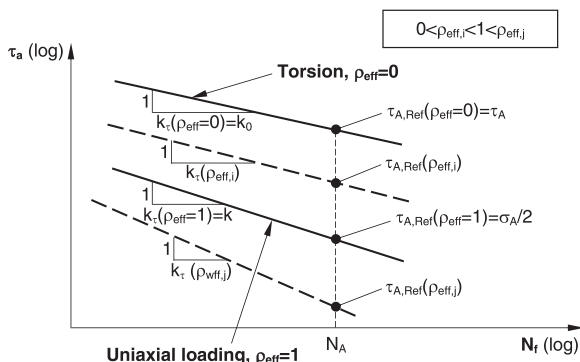 0<ρeff,i<1<ρeff,j
τa (log)
Torsion, ρeff=0
1
kτ(ρeff=0)=k0
τA,Ref(ρeff=0)=τA
1
kτ(ρeff,i)
τA,Ref(ρeff,i)
1
kτ(ρeff=1)=k
τA,Ref(ρeff=1)=σA/2
1
kτ (ρwff,j)
τA,Ref(ρeff,j)
Uniaxial loading, ρeff=1
NA
Nf (log)